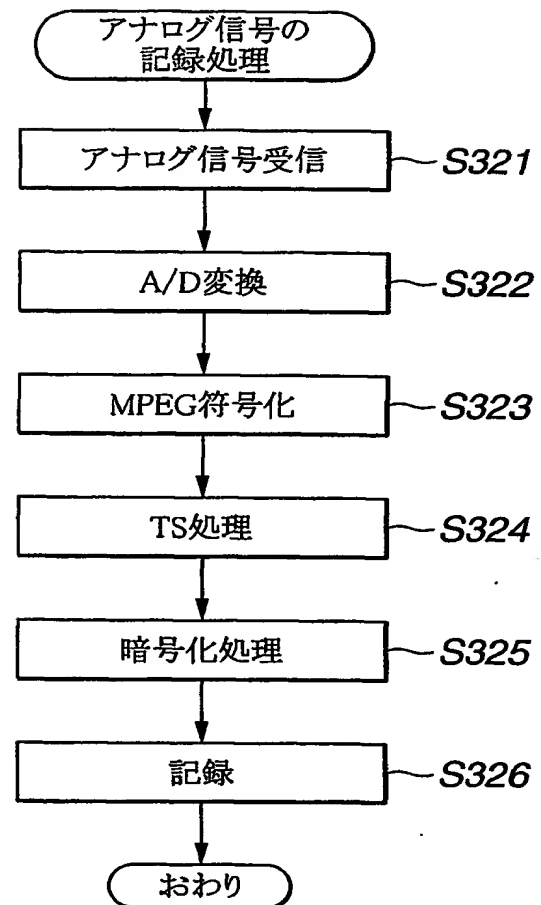 アナログ信号の
記録処理
アナログ信号受信
S321
A/D変換
S322
MPEG符号化
S323
TS処理
S324
暗号化処理
S325
記録
S326
おわり